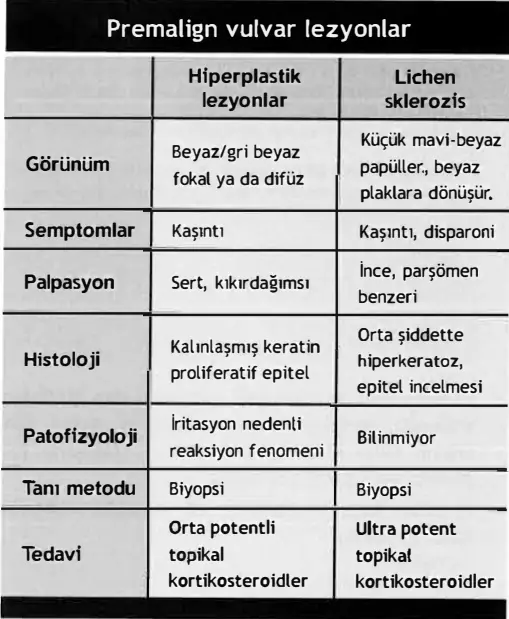 Premalign vulvar lezyonlar
Hiperplastik
lezyonlar
Lichen
sklerozis
Görünüm
Beyaz/gri beyaz
fokal ya da difüz
Küçük mavi-beyaz
papüller., beyaz
plaklara dönüşür.
Semptomlar
Kaşıntı
Kaşıntı, disparoni
Palpasyon
Sert, kıkırdağımsı
İnce, parşömen
benzeri
Histoloji
Kalınlaşmış keratin
proliferatif epitel
Orta şiddette
hiperkeratoz,
epitel incelmesi
Patofizyoloji
İritasyon nedenli
reaksiyon fenomeni
Bilinmiyor
Tanı metodu
Biyopsi
Biyopsi
Tedavi
Orta potentli
topikal
kortikosteroidler
Ultra potent
topikal
kortikosteroidler